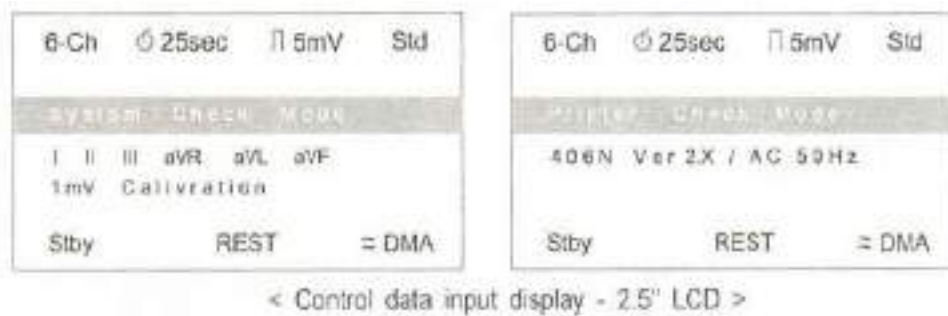 6-Ch 25sec 5mV Std
System Check Mode
I II III aVR aVL aVF
1mV Calivration
Stby REST = DMA
6-Ch 25sec 5mV Std
Printer Check Mode
406N Ver 2X / AC 50Hz
Stby REST = DMA
< Control data input display - 2.5" LCD >